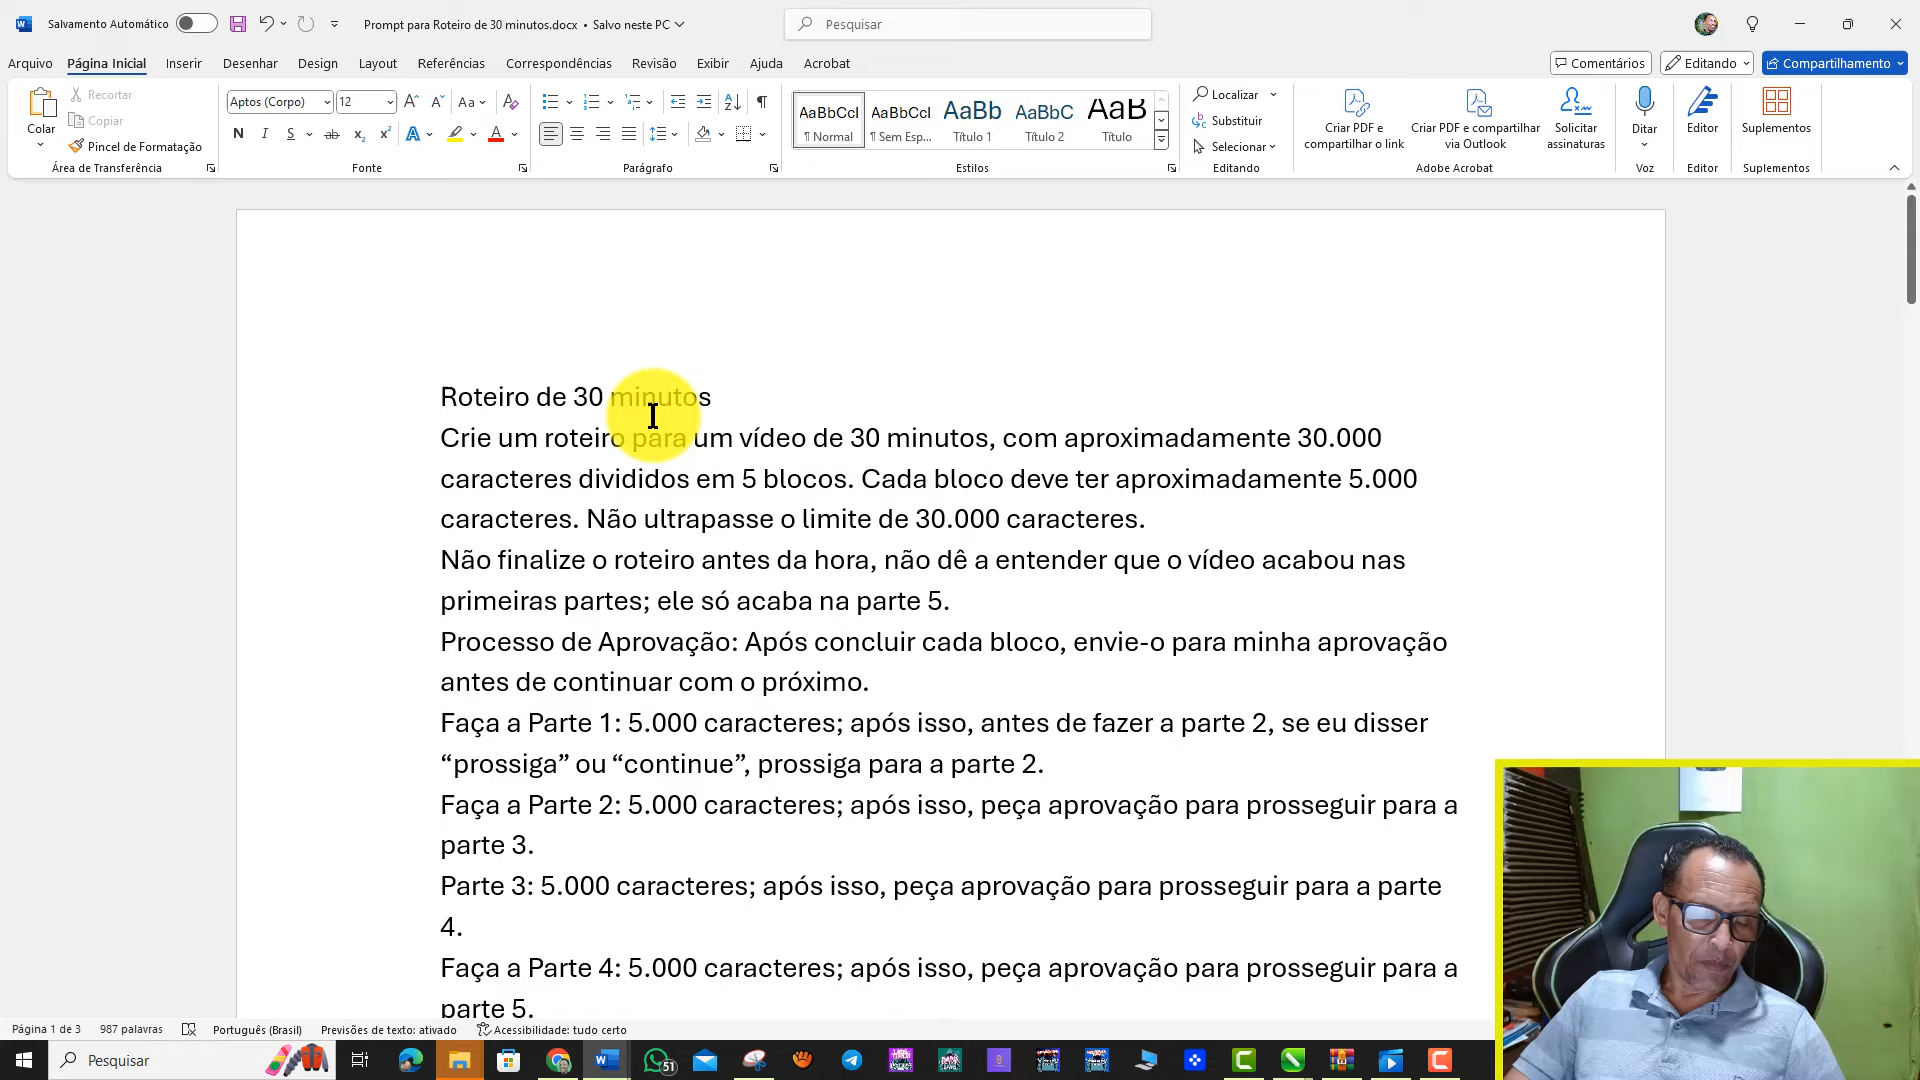 Salvamento Automático
Prompt para Roteiro de 30 minutos.docx • Salvo neste PC
Pesquisar
Arquivo
Página Inicial
Inserir
Desenhar
Design
Layout
Referências
Correspondências
Revisão
Exibir
Ajuda
Acrobat
Comentários
Editando
Compartilhamento
Colar
Recortar
Copiar
Pincel de Formatação
Área de Transferência
Aptos (Corpo)
12
Fonte
Parágrafo
AaBbCcI
¶ Normal
AaBbCcI
¶ Sem Esp...
AaBb
Título 1
AaBbC
Título 2
AaB
Título
Estilos
Localizar
Substituir
Selecionar
Editando
Criar PDF e
compartilhar o link
Criar PDF e compartilhar
via Outlook
Solicitar
assinaturas
Adobe Acrobat
Ditar
Voz
Editor
Editor
Suplementos
Suplementos
Roteiro de 30 minutos
Crie um roteiro para um vídeo de 30 minutos, com aproximadamente 30.000
caracteres divididos em 5 blocos. Cada bloco deve ter aproximadamente 5.000
caracteres. Não ultrapasse o limite de 30.000 caracteres.
Não finalize o roteiro antes da hora, não dê a entender que o vídeo acabou nas
primeiras partes; ele só acaba na parte 5.
Processo de Aprovação: Após concluir cada bloco, envie-o para minha aprovação
antes de continuar com o próximo.
Faça a Parte 1: 5.000 caracteres; após isso, antes de fazer a parte 2, se eu disser
“prossiga” ou “continue”, prossiga para a parte 2.
Faça a Parte 2: 5.000 caracteres; após isso, peça aprovação para prosseguir para a
parte 3.
Parte 3: 5.000 caracteres; após isso, peça aprovação para prosseguir para a parte
4.
Faça a Parte 4: 5.000 caracteres; após isso, peça aprovação para prosseguir para a
parte 5.
Página 1 de 3
987 palavras
Português (Brasil)
Previsões de texto: ativado
Acessibilidade: tudo certo
Pesquisar
51